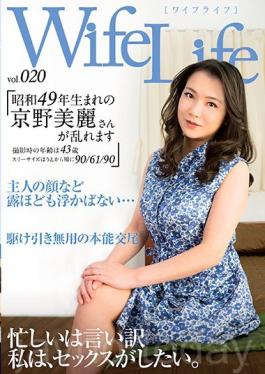 [ワイフライフ]
Wife Life
vol.020
「昭和49年生まれの
京野美麗さん
が乱れます
撮影時の年齢は43歳
スリーサイズはうえから順に90/61/90」
主人の顔など
露ほども浮かばない…
駆け引き無用の本能交尾
忙しいは言い訳
私は、セックスがしたい。